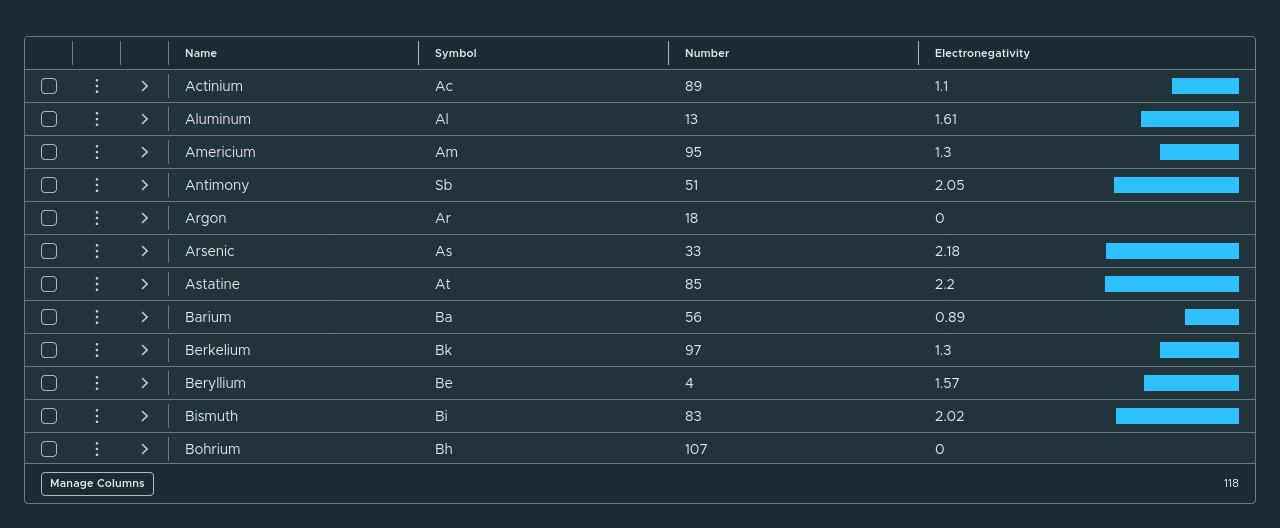 Name Symbol Number Electronegativity
Actinium Ac 89 1.1
Aluminum Al 13 1.61
Americium Am 95 1.3
Antimony Sb 51 2.05
Argon Ar 18 0
Arsenic As 33 2.18
Astatine At 85 2.2
Barium Ba 56 0.89
Berkelium Bk 97 1.3
Beryllium Be 4 1.57
Bismuth Bi 83 2.02
Bohrium Bh 107 0
Manage Columns 118